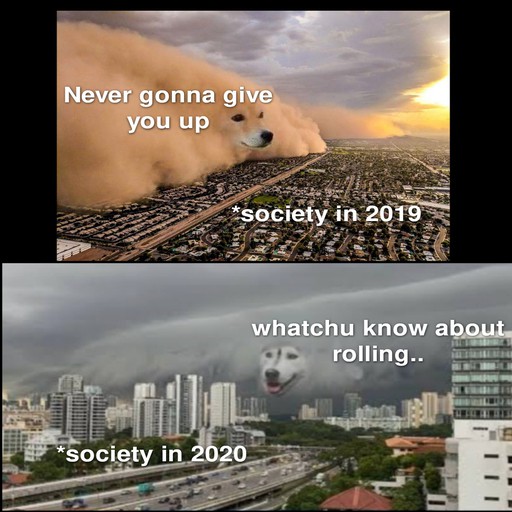 Never gonna give
you up
*society in 2019
whatchu know about
rolling..
*society in 2020